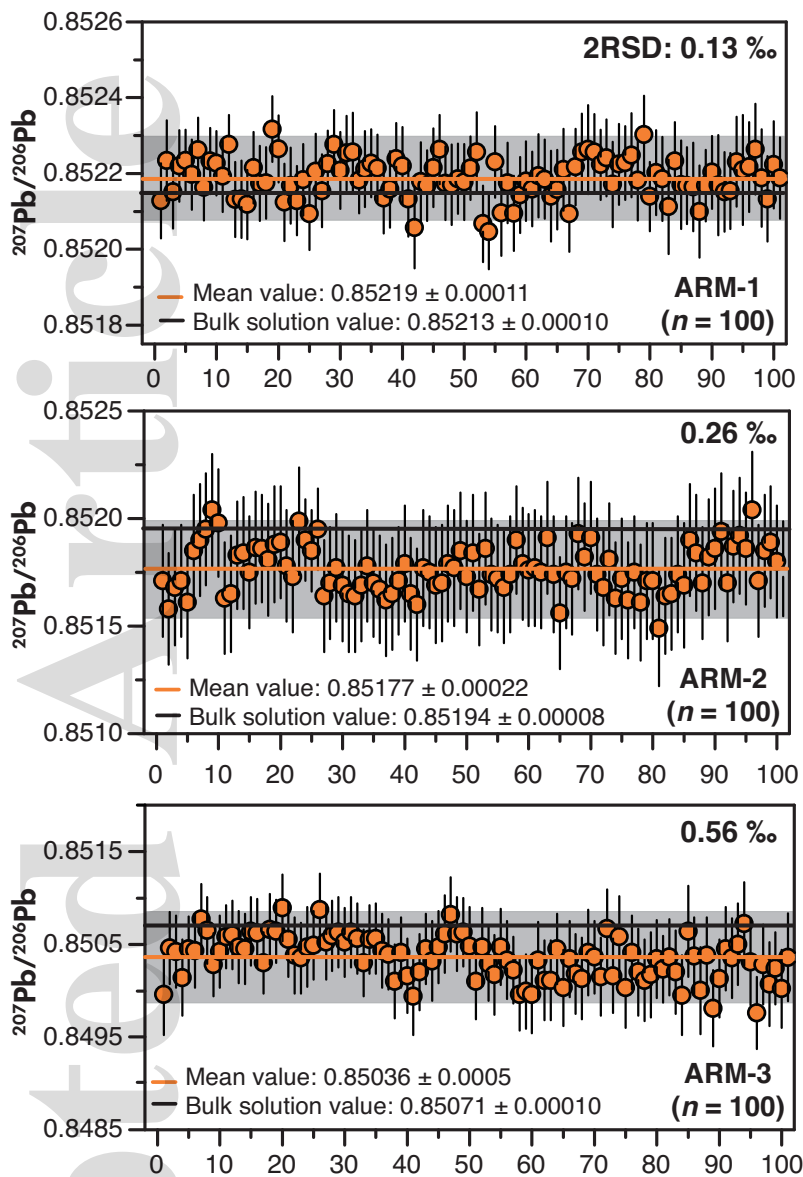 0.8526
0.8524
0.8522
0.8520
0.8518
²⁰⁷Pb/²⁰⁶Pb
2RSD: 0.13 ‰
Mean value: 0.85219 ± 0.00011
Bulk solution value: 0.85213 ± 0.00010
ARM-1
(n = 100)
0 10 20 30 40 50 60 70 80 90 100
0.8525
0.8520
0.8515
0.8510
²⁰⁷Pb/²⁰⁶Pb
0.26 ‰
Mean value: 0.85177 ± 0.00022
Bulk solution value: 0.85194 ± 0.00008
ARM-2
(n = 100)
0 10 20 30 40 50 60 70 80 90 100
0.8515
0.8505
0.8495
0.8485
²⁰⁷Pb/²⁰⁶Pb
0.56 ‰
Mean value: 0.85036 ± 0.0005
Bulk solution value: 0.85071 ± 0.00010
ARM-3
(n = 100)
0 10 20 30 40 50 60 70 80 90 100
ted Article